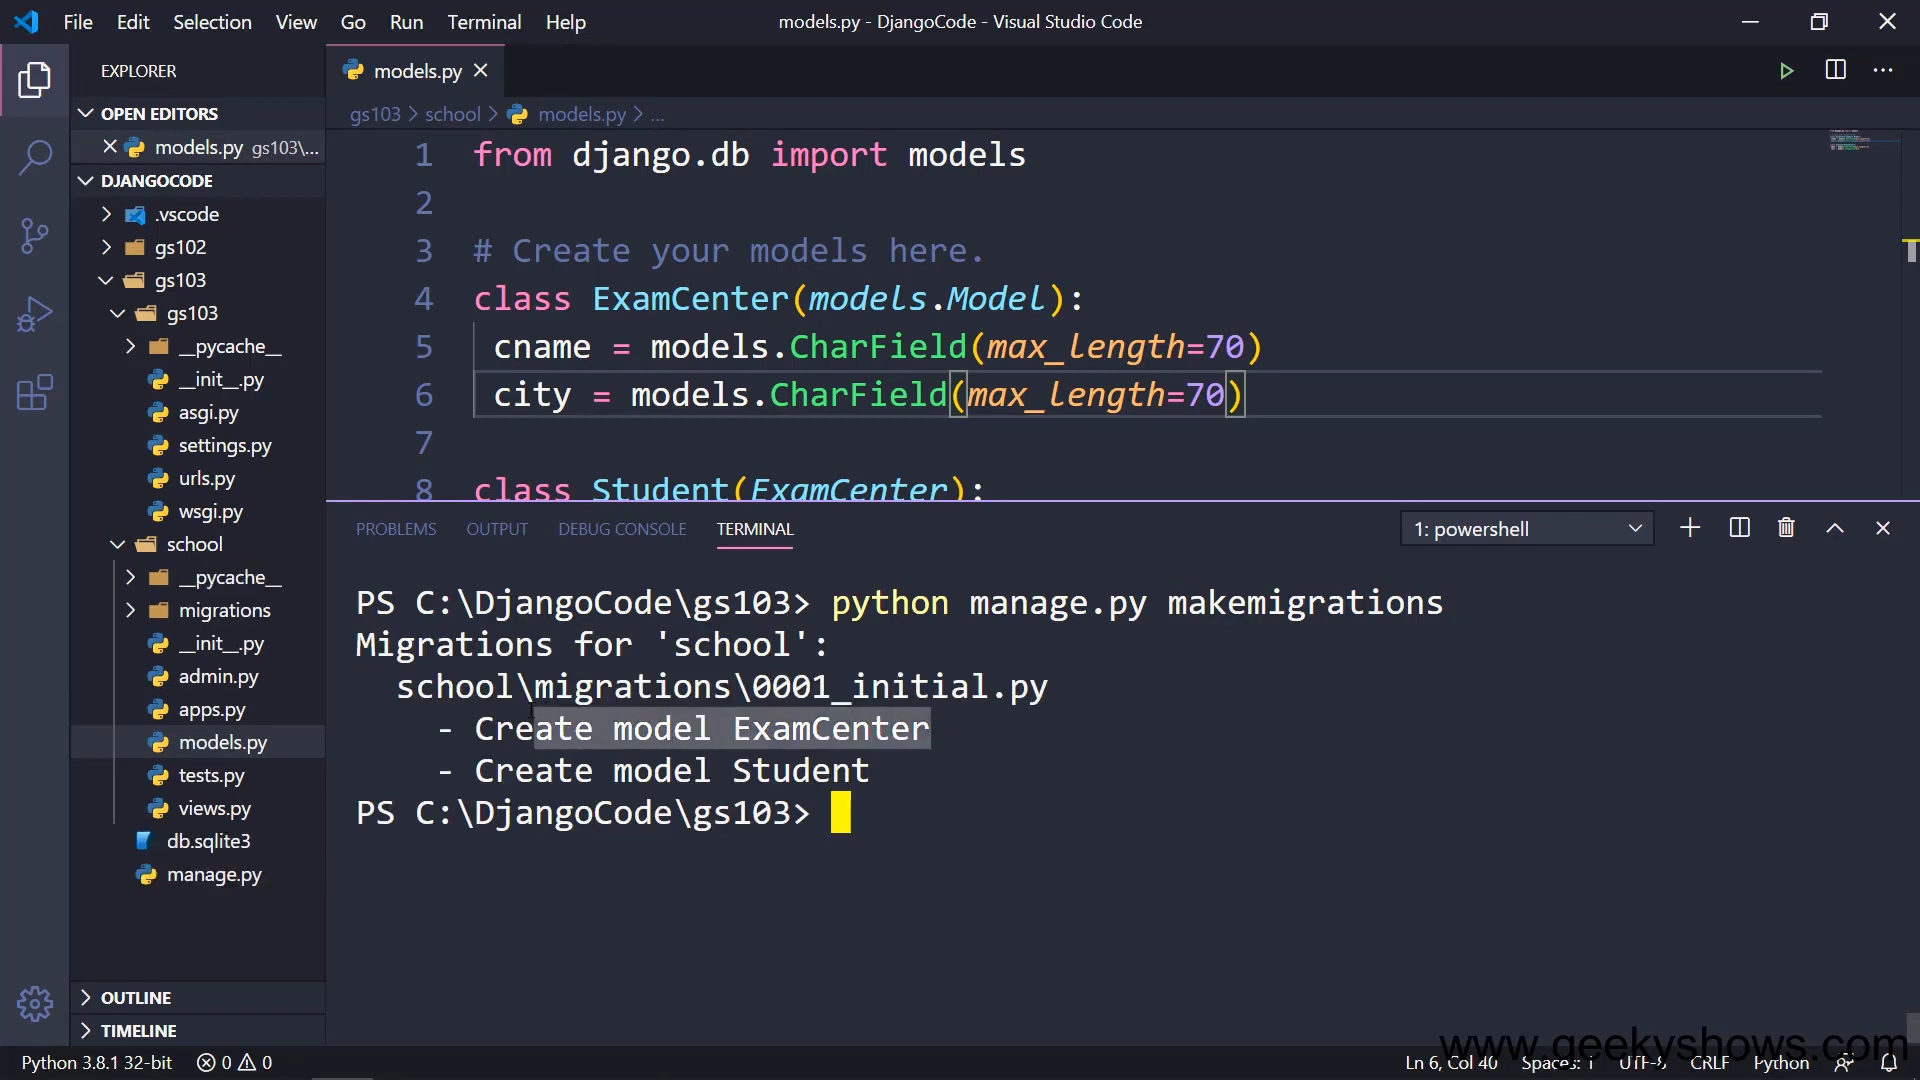 File Edit Selection View Go Run Terminal Help
models.py - DjangoCode - Visual Studio Code
EXPLORER
OPEN EDITORS
models.py gs103\...
DJANGOCODE
.vscode
gs102
gs103
gs103
__pycache__
__init__.py
asgi.py
settings.py
urls.py
wsgi.py
school
__pycache__
migrations
__init__.py
admin.py
apps.py
models.py
tests.py
views.py
db.sqlite3
manage.py
OUTLINE
TIMELINE
models.py
gs103 > school > models.py > ...
1 from django.db import models
2
3 # Create your models here.
4 class ExamCenter(models.Model):
5 cname = models.CharField(max_length=70)
6 city = models.CharField(max_length=70)
7
8 class Student(ExamCenter):
PROBLEMS OUTPUT DEBUG CONSOLE TERMINAL
1: powershell
PS C:\DjangoCode\gs103> python manage.py makemigrations
Migrations for 'school':
school\migrations\0001_initial.py
- Create model ExamCenter
- Create model Student
PS C:\DjangoCode\gs103>
www.geekyshows.com
Python 3.8.1 32-bit 0 0
Ln 6, Col 40 Spaces: 1 UTF-8 CRLF Python